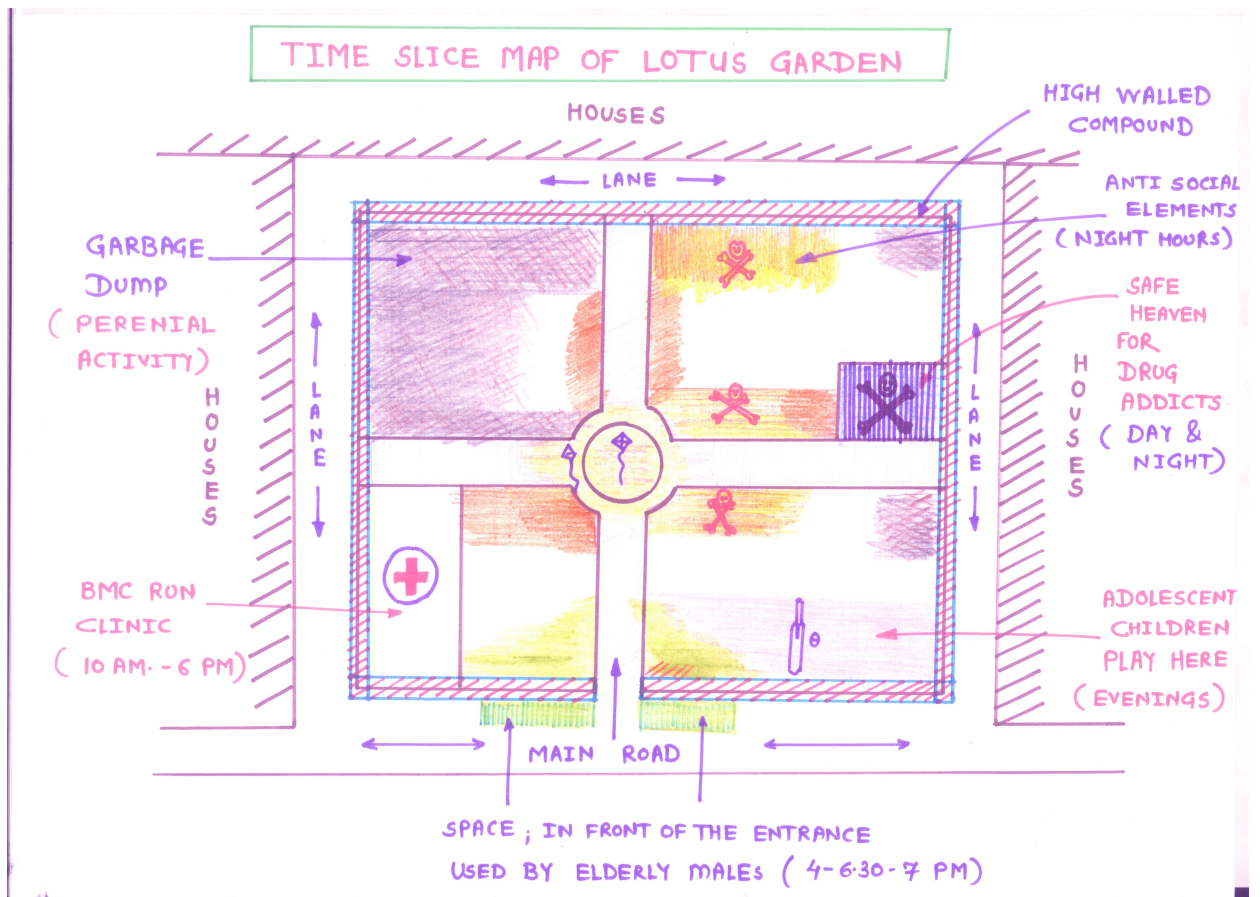 TIME SLICE MAP OF LOTUS GARDEN
HOUSES
HIGH WALLED
COMPOUND
LANE
ANTI SOCIAL
ELEMENTS
(NIGHT HOURS)
GARBAGE
DUMP
(PERENIAL
ACTIVITY)
SAFE
HEAVEN
FOR
DRUG
ADDICTS
(DAY &
NIGHT)
HOUSES
LANE
LANE
HOUSES
BMC RUN
CLINIC
(10 AM.-6 PM)
ADOLESCENT
CHILDREN
PLAY HERE
(EVENINGS)
MAIN ROAD
SPACE; IN FRONT OF THE ENTRANCE
USED BY ELDERLY MALES (4-6.30-7 PM)